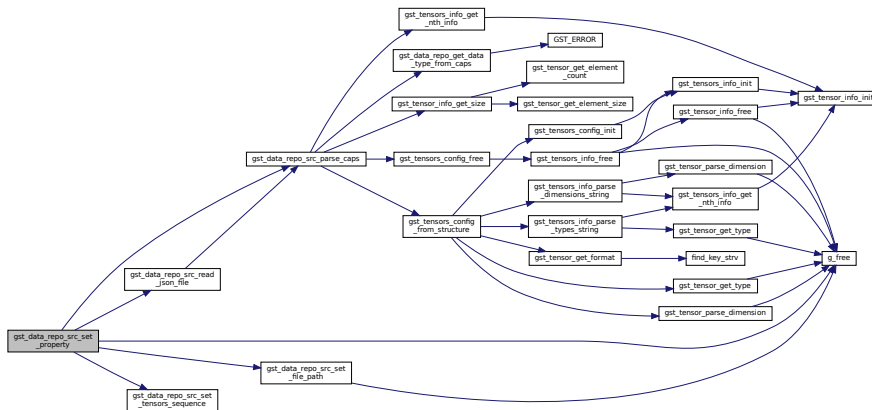 gst_tensors_info_get
_nth_info
GST_ERROR
gst_data_repo_get_data
_type_from_caps
gst_tensor_get_element
_count
gst_tensors_info_init
gst_tensor_info_init
gst_tensor_info_get_size
gst_tensor_get_element_size
gst_tensor_info_free
gst_tensors_config_init
gst_data_repo_src_parse_caps
gst_tensors_config_free
gst_tensors_info_free
gst_tensor_parse_dimension
gst_tensors_info_parse
_dimensions_string
gst_tensors_info_get
_nth_info
gst_tensors_config
_from_structure
gst_tensors_info_parse
_types_string
gst_tensor_get_type
gst_tensor_get_format
find_key_strv
g_free
gst_data_repo_src_read
_json_file
gst_tensor_get_type
gst_tensor_parse_dimension
gst_data_repo_src_set
_property
gst_data_repo_src_set
_file_path
gst_data_repo_src_set
_tensors_sequence